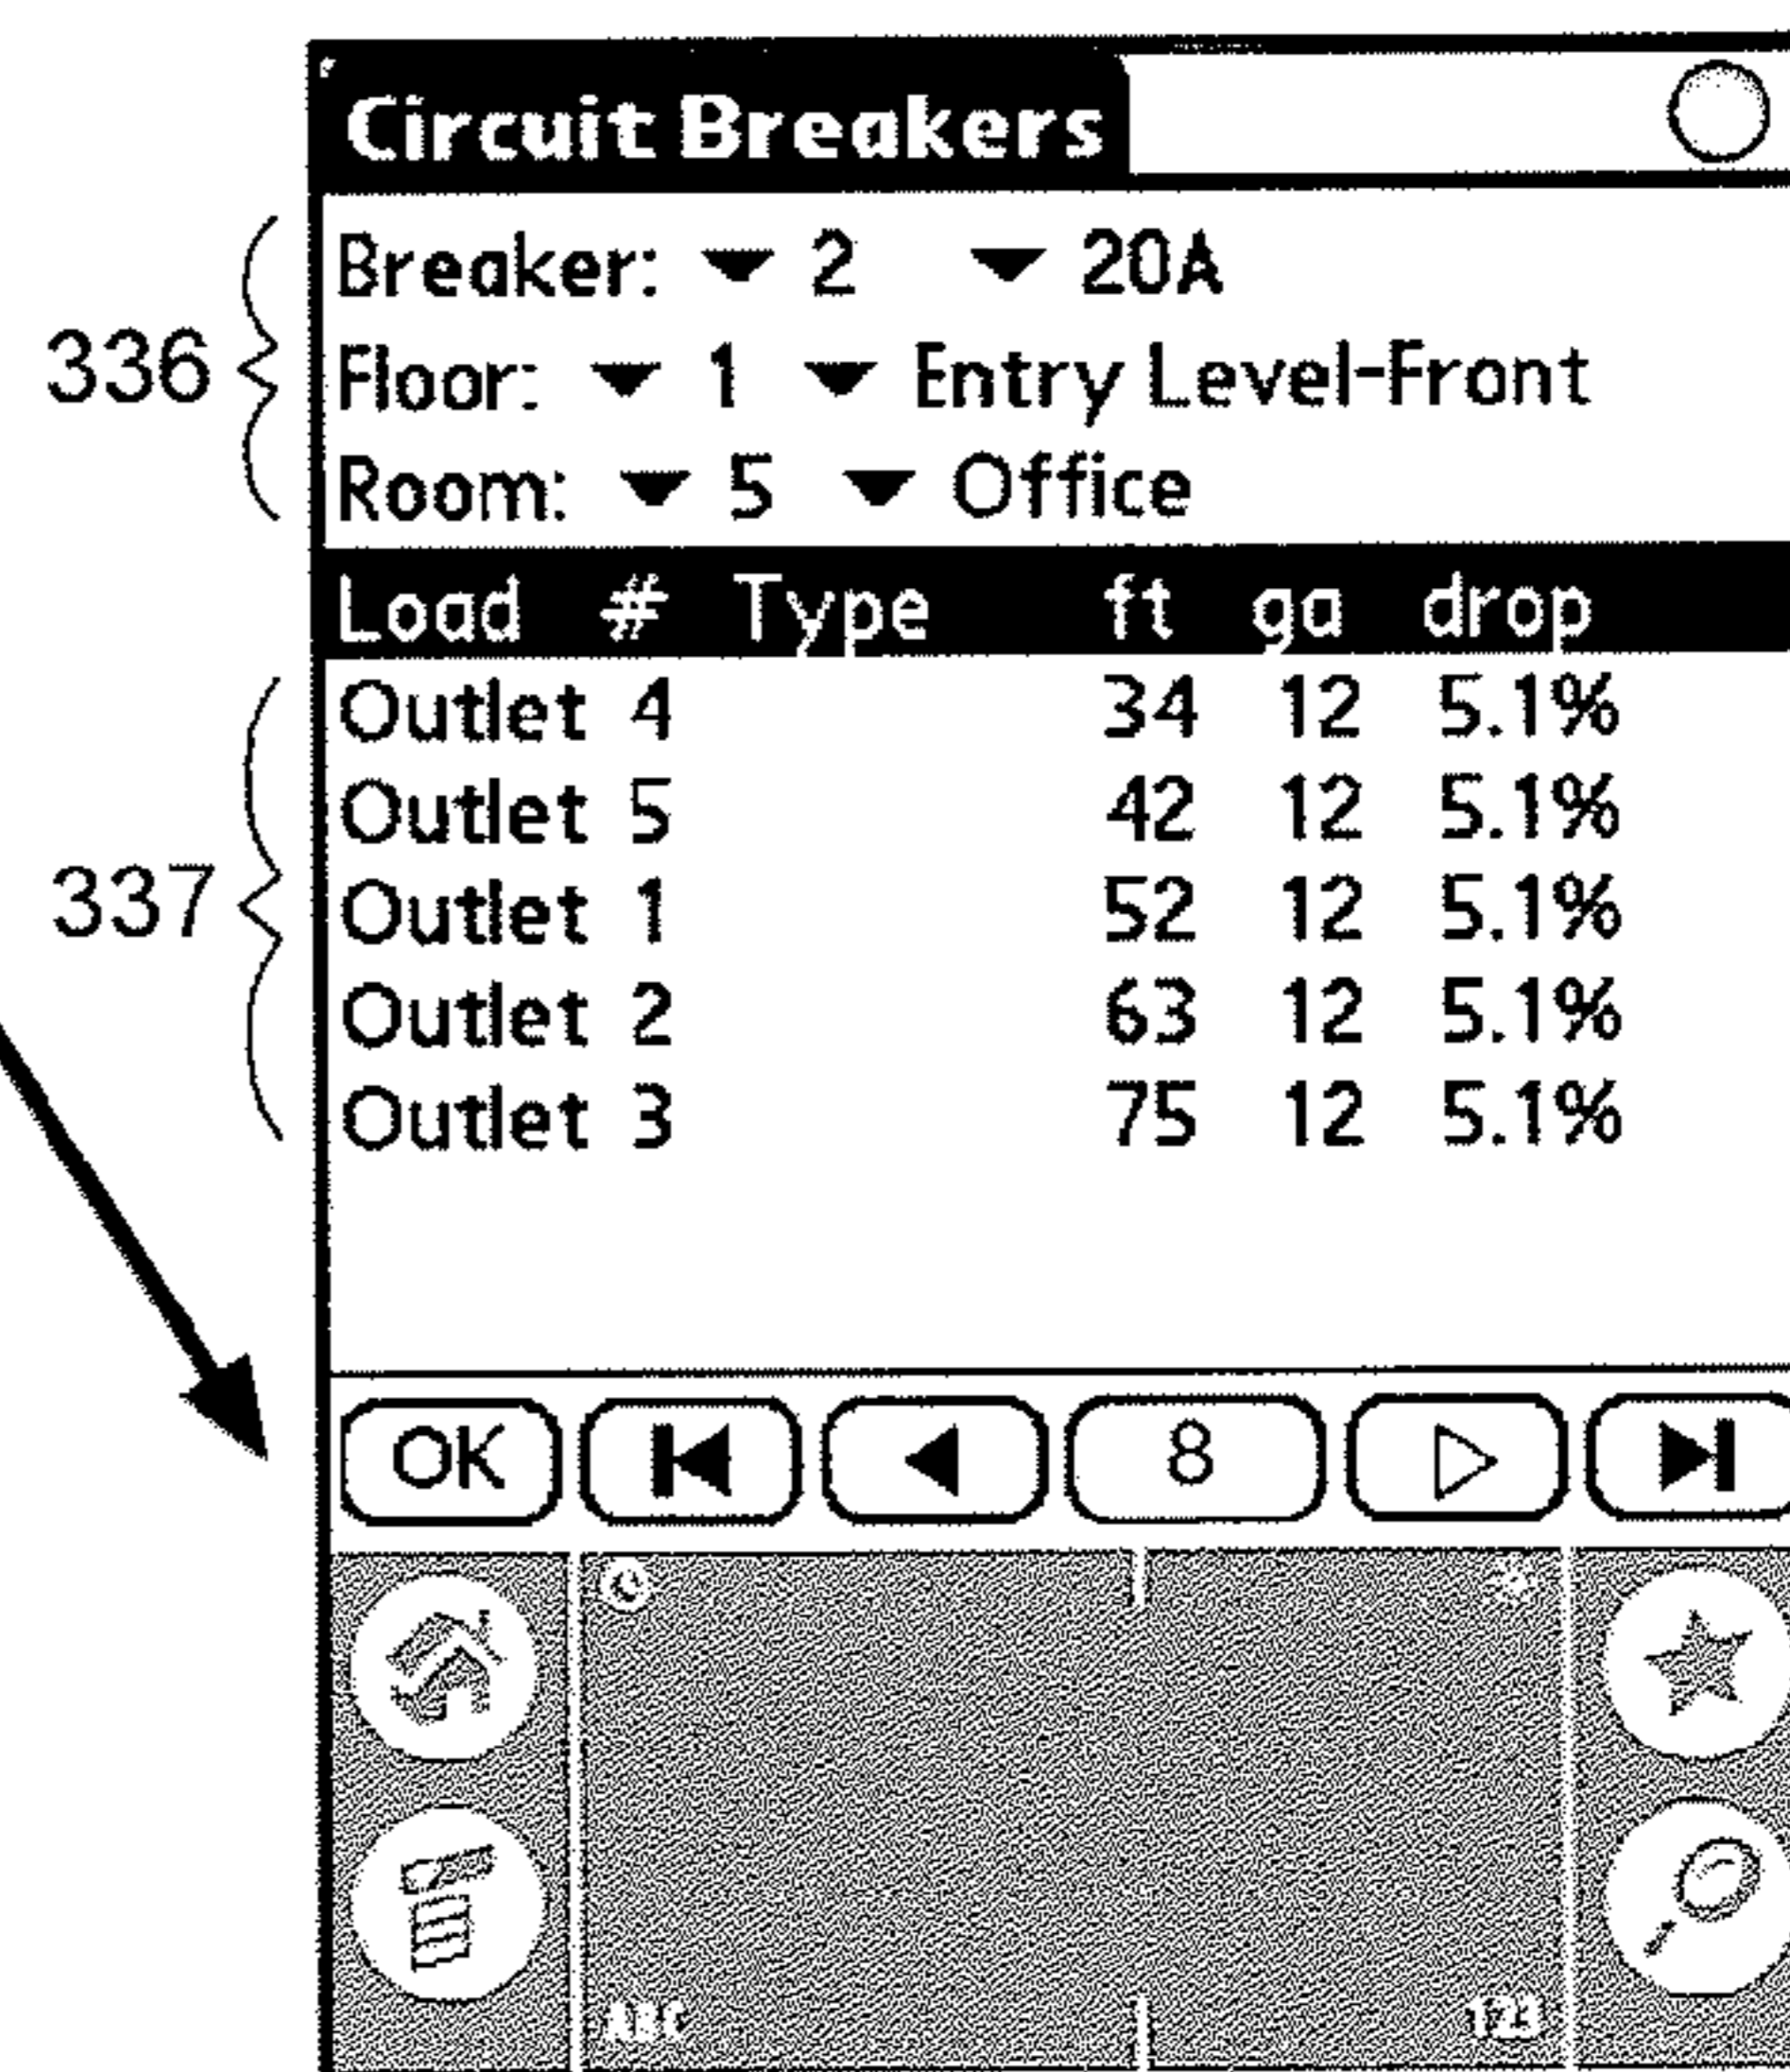 Circuit Breakers
Breaker: 2 20A
336
Floor: 1 Entry Level-Front
Room: 5 Office
Load # Type ft ga drop
Outlet 4 34 12 5.1%
Outlet 5 42 12 5.1%
337
Outlet 1 52 12 5.1%
Outlet 2 63 12 5.1%
Outlet 3 75 12 5.1%
OK 8
ABC 123